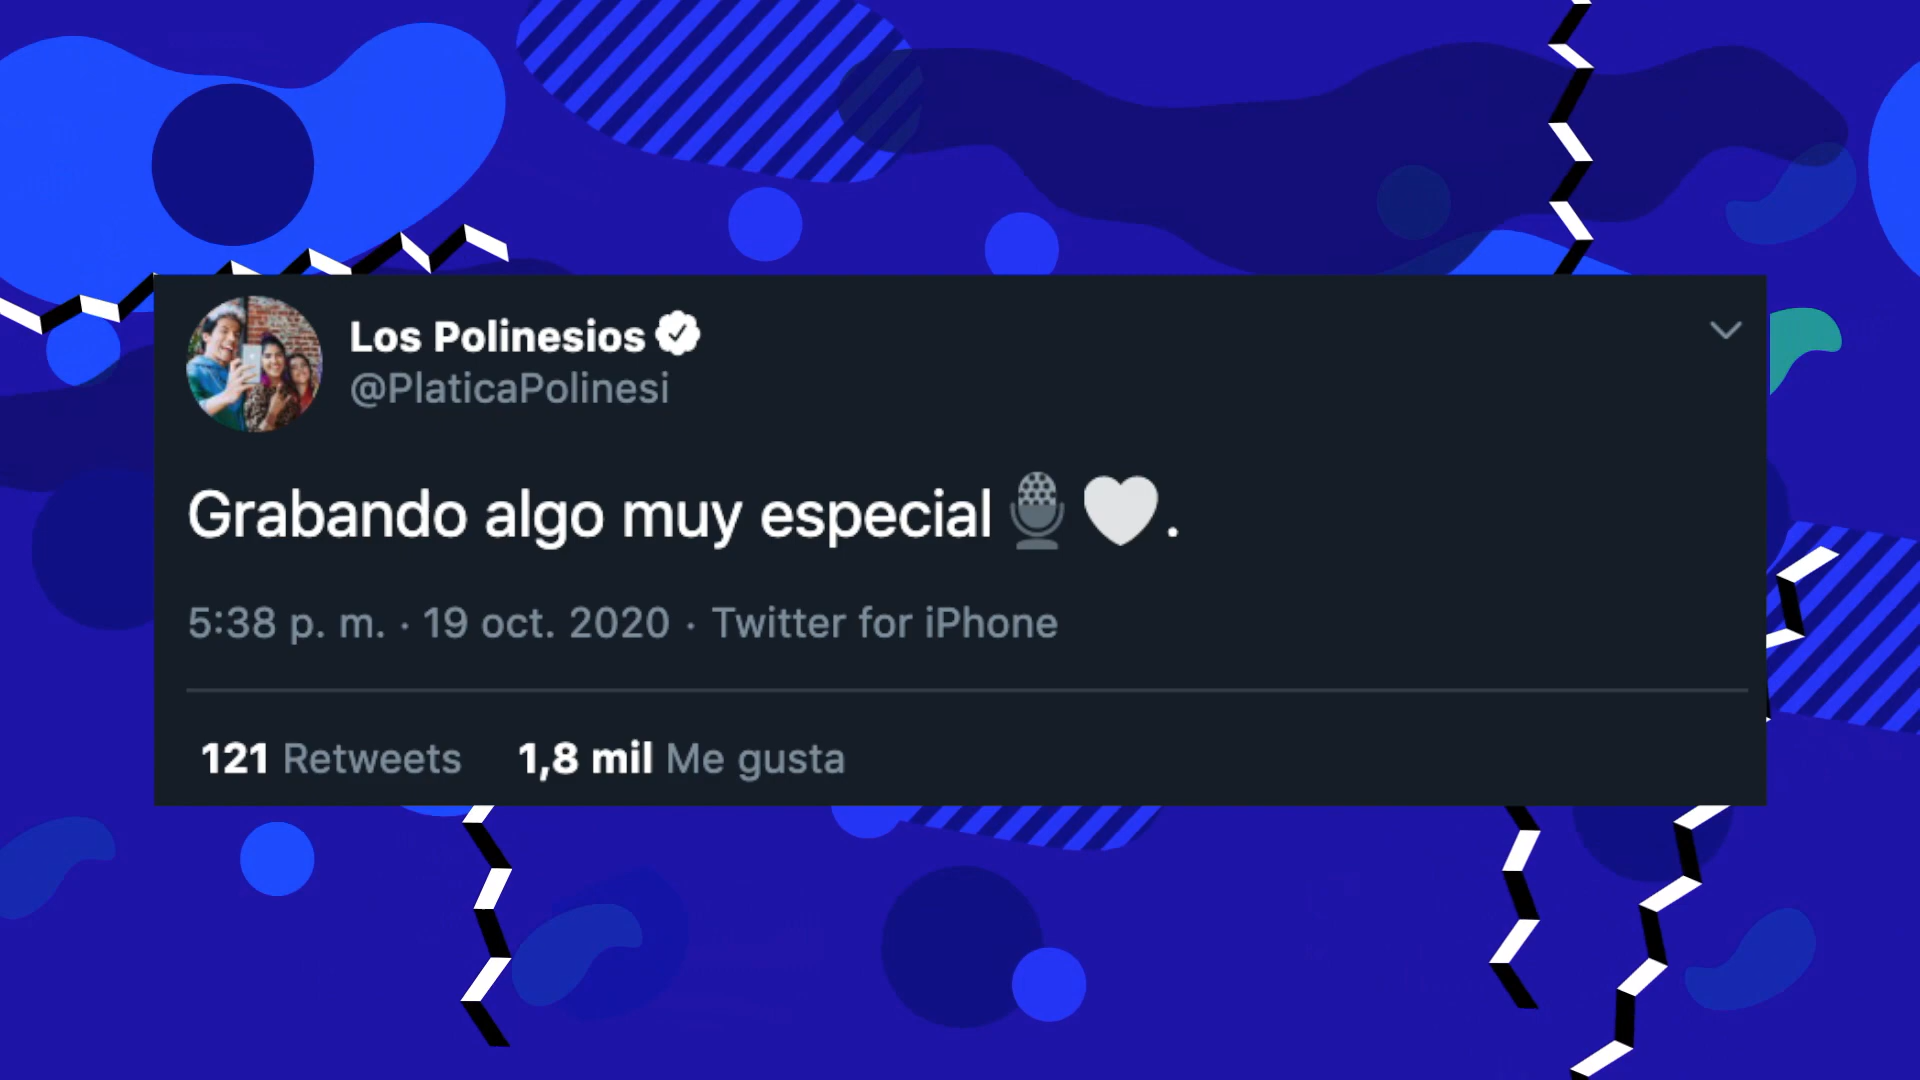 Los Polinesios
@PlaticaPolinesi
Grabando algo muy especial 🎙🤍.
5:38 p. m. · 19 oct. 2020 · Twitter for iPhone
121 Retweets 1,8 mil Me gusta